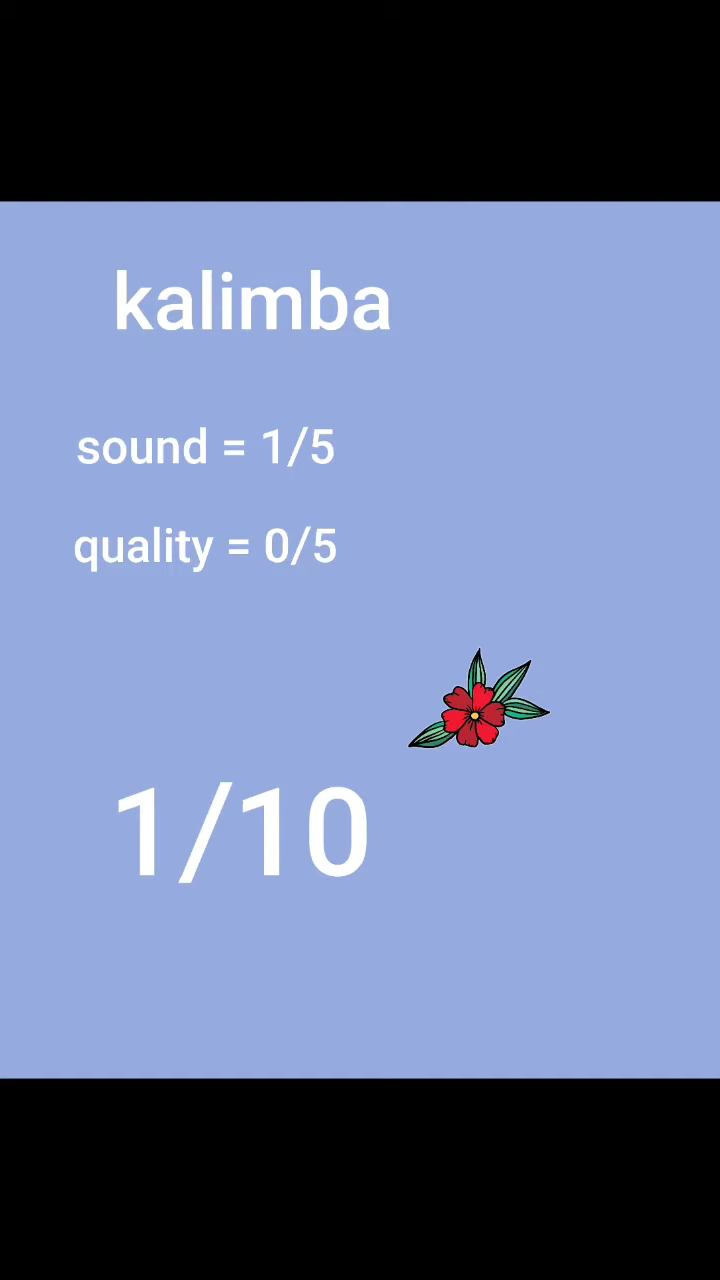 kalimba
sound = 1/5
quality = 0/5
1/10